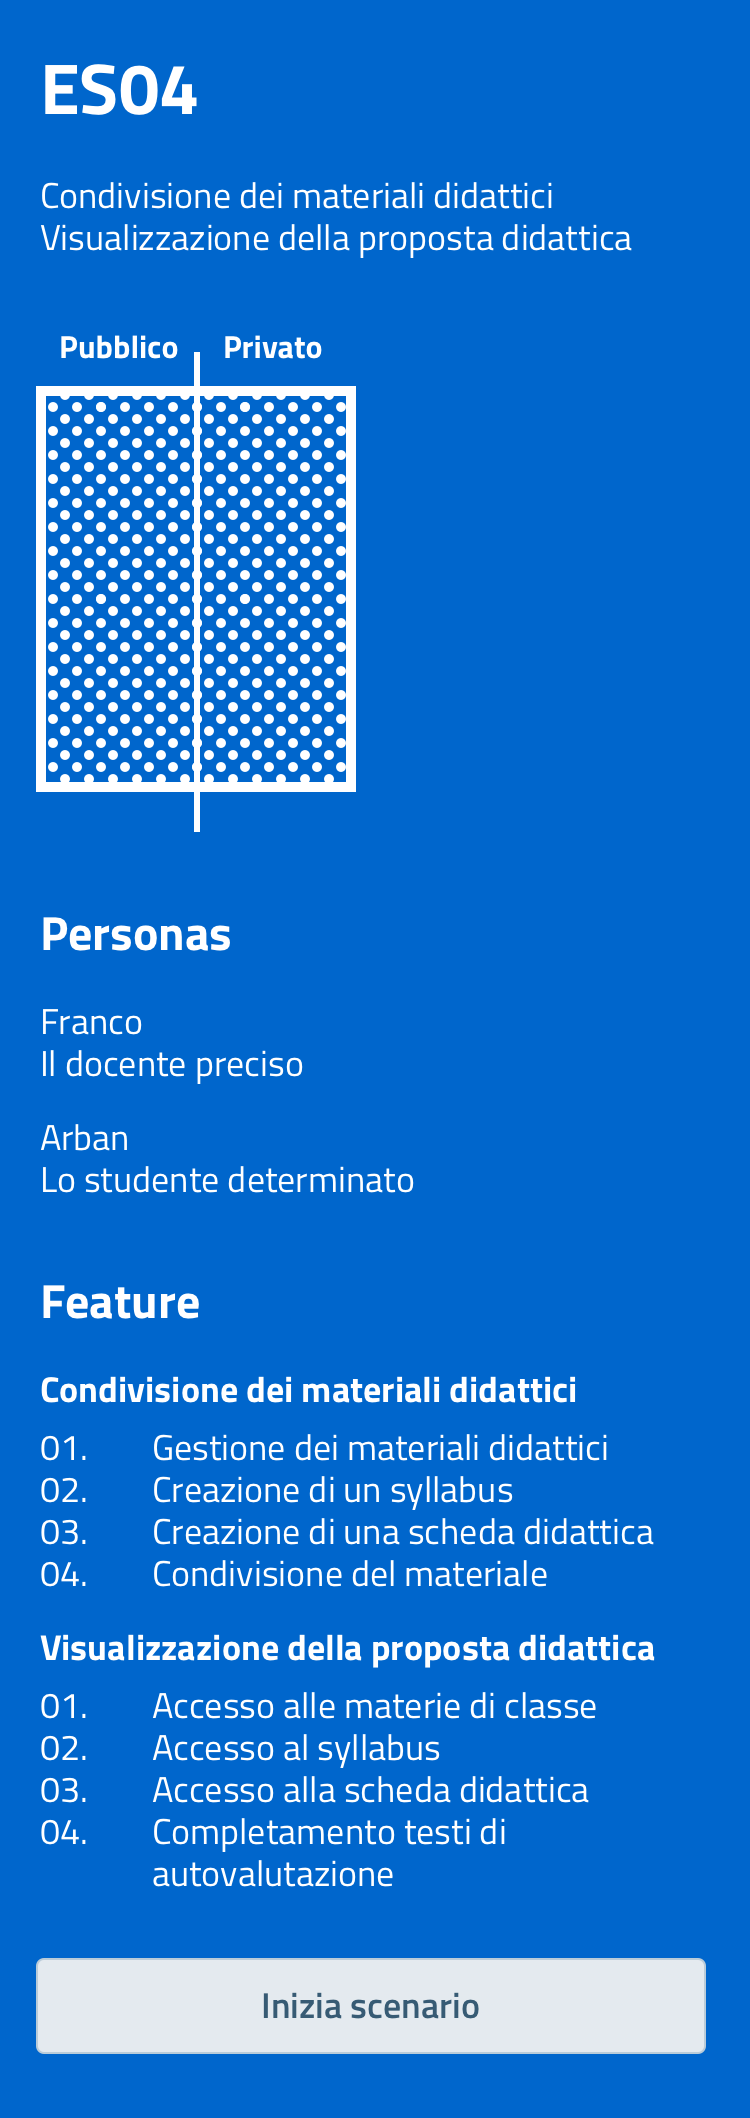 ES04
Condivisione dei materiali didattici
Visualizzazione della proposta didattica
Pubblico Privato
Personas
Franco
Il docente preciso
Arban
Lo studente determinato
Feature
Condivisione dei materiali didattici
01. Gestione dei materiali didattici
02. Creazione di un syllabus
03. Creazione di una scheda didattica
04. Condivisione del materiale
Visualizzazione della proposta didattica
01. Accesso alle materie di classe
02. Accesso al syllabus
03. Accesso alla scheda didattica
04. Completamento testi di
autovalutazione
Inizia scenario